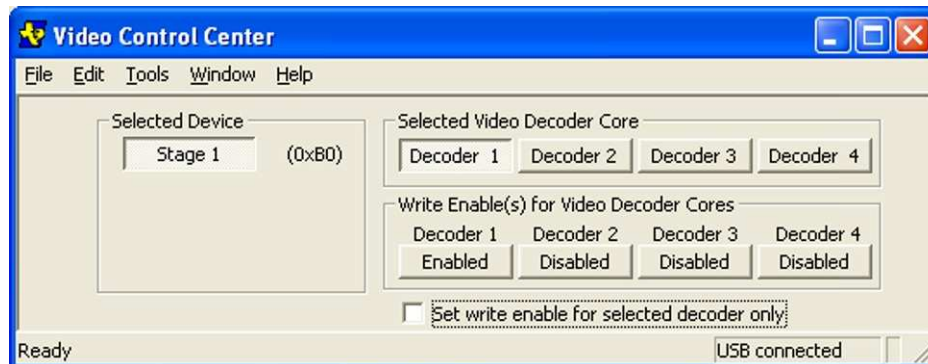 Video Control Center
File Edit Tools Window Help
Selected Device
Stage 1 (0xB0)
Selected Video Decoder Core
Decoder 1 Decoder 2 Decoder 3 Decoder 4
Write Enable(s) for Video Decoder Cores
Decoder 1 Decoder 2 Decoder 3 Decoder 4
Enabled Disabled Disabled Disabled
Set write enable for selected decoder only
Ready USB connected